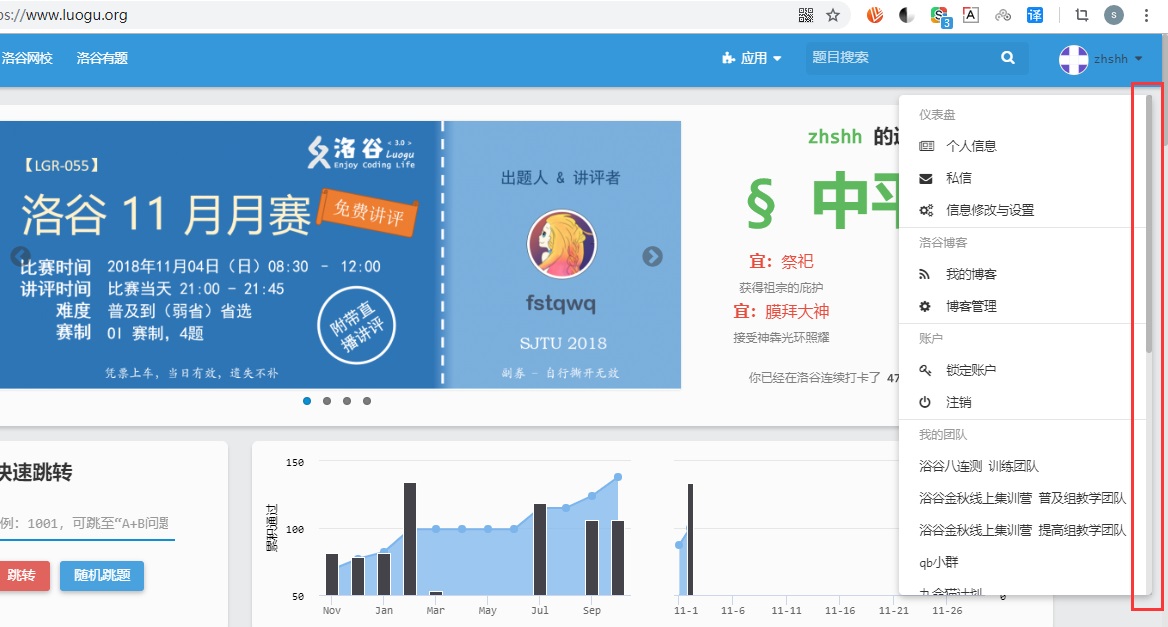 ps://www.luogu.org
3
A
译
S
洛谷网校
洛谷有题
应用
题目搜索
zhshh
【LGR-055】
洛谷 < 3.0 >
Luogu
Enjoy Coding Life
洛谷 11 月月赛
免费讲评
比赛时间 2018年11月04日（日）08:30 - 12:00
讲评时间 比赛当天 21:00 - 21:45
难度 普及到（弱省）省选
赛制 OI 赛制，4题
附带直
播讲评
凭票上车，当日有效，遗失不补
出题人 & 讲评者
fstqwq
SJTU 2018
副券 - 自行撕开无效
zhshh 的运
§ 中平
宜：祭祀
获得祖宗的庇护
宜：膜拜大神
接受神犇光环照耀
你已经在洛谷连续打卡了 47
仪表盘
个人信息
私信
信息修改与设置
洛谷博客
我的博客
博客管理
账户
锁定账户
注销
我的团队
浴谷八连测 训练团队
浴谷金秋线上集训营 普及组教学团队
浴谷金秋线上集训营 提高组教学团队
qb小群
快速跳转
例：1001，可跳至“A+B问题
跳转
随机跳题
累积通过
150
100
50
Nov
Jan
Mar
May
Jul
Sep
11-1
11-6
11-11
11-16
11-21
11-26
0